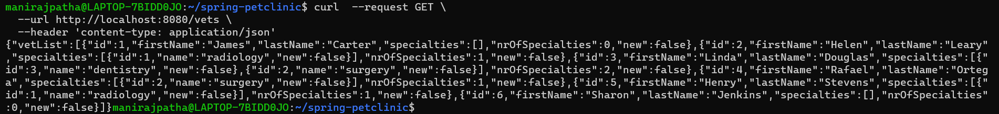 manirajpatha@LAPTOP-7BIDD0JO:~/spring-petclinic$ curl  --request GET \
  --url http://localhost:8080/vets \
  --header 'content-type: application/json'
{"vetList":[{"id":1,"firstName":"James","lastName":"Carter","specialties":[],"nrOfSpecialties":0,"new":false},{"id":2,"firstName":"Helen","lastName":"Leary"
,"specialties":[{"id":1,"name":"radiology","new":false}],"nrOfSpecialties":1,"new":false},{"id":3,"firstName":"Linda","lastName":"Douglas","specialties":[{"
id":3,"name":"dentistry","new":false},{"id":2,"name":"surgery","new":false}],"nrOfSpecialties":2,"new":false},{"id":4,"firstName":"Rafael","lastName":"Orteg
a","specialties":[{"id":2,"name":"surgery","new":false}],"nrOfSpecialties":1,"new":false},{"id":5,"firstName":"Henry","lastName":"Stevens","specialties":[{"
id":1,"name":"radiology","new":false}],"nrOfSpecialties":1,"new":false},{"id":6,"firstName":"Sharon","lastName":"Jenkins","specialties":[],"nrOfSpecialties"
:0,"new":false}]}manirajpatha@LAPTOP-7BIDD0JO:~/spring-petclinic$